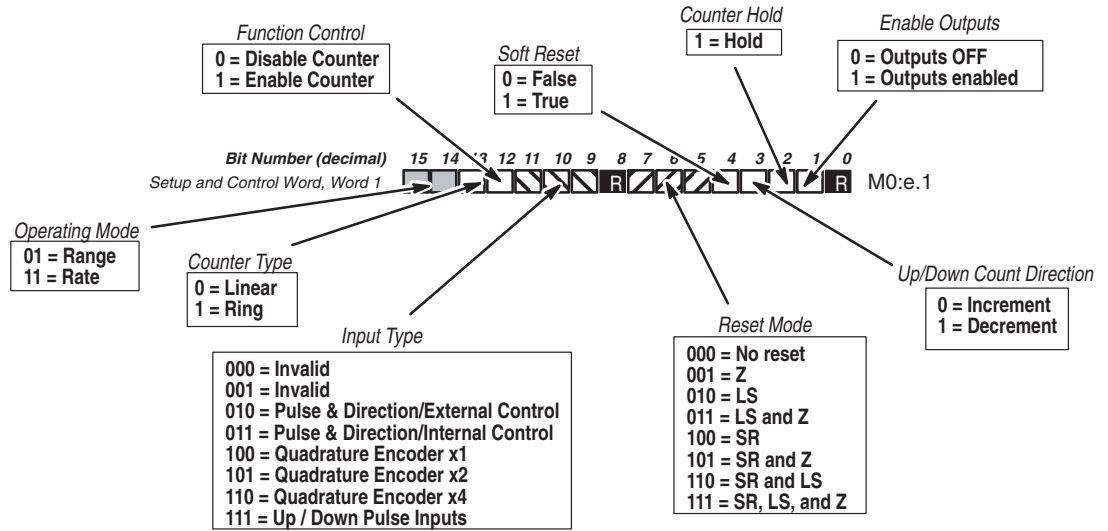 Function Control
0 = Disable Counter
1 = Enable Counter
Soft Reset
0 = False
1 = True
Counter Hold
1 = Hold
Enable Outputs
0 = Outputs OFF
1 = Outputs enabled
Bit Number (decimal) 15 14 13 12 11 10 9 8 7 6 5 4 3 2 1 0
Setup and Control Word, Word 1 R R M0:e.1
Operating Mode
01 = Range
11 = Rate
Counter Type
0 = Linear
1 = Ring
Input Type
000 = Invalid
001 = Invalid
010 = Pulse & Direction/External Control
011 = Pulse & Direction/Internal Control
100 = Quadrature Encoder x1
101 = Quadrature Encoder x2
110 = Quadrature Encoder x4
111 = Up / Down Pulse Inputs
Reset Mode
000 = No reset
001 = Z
010 = LS
011 = LS and Z
100 = SR
101 = SR and Z
110 = SR and LS
111 = SR, LS, and Z
Up/Down Count Direction
0 = Increment
1 = Decrement